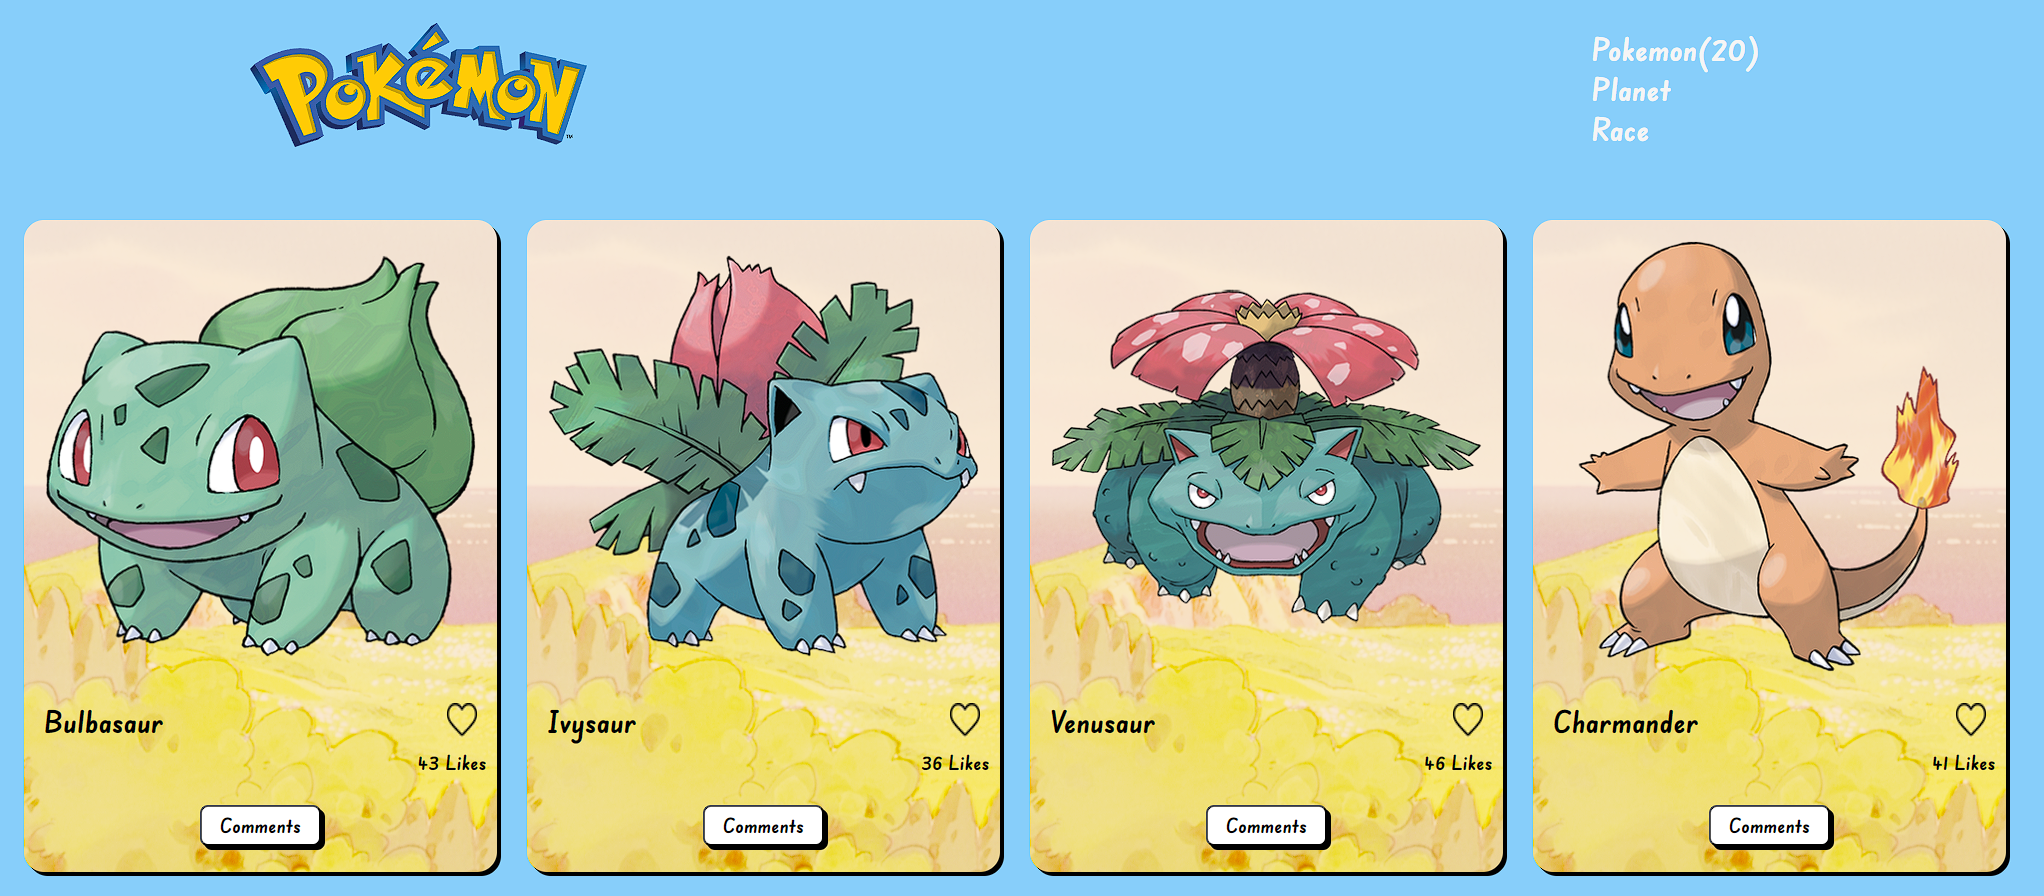 Pokémon
TM
Pokemon(20)
Planet
Race
Bulbasaur
43 Likes
Comments
Ivysaur
36 Likes
Comments
Venusaur
46 Likes
Comments
Charmander
41 Likes
Comments